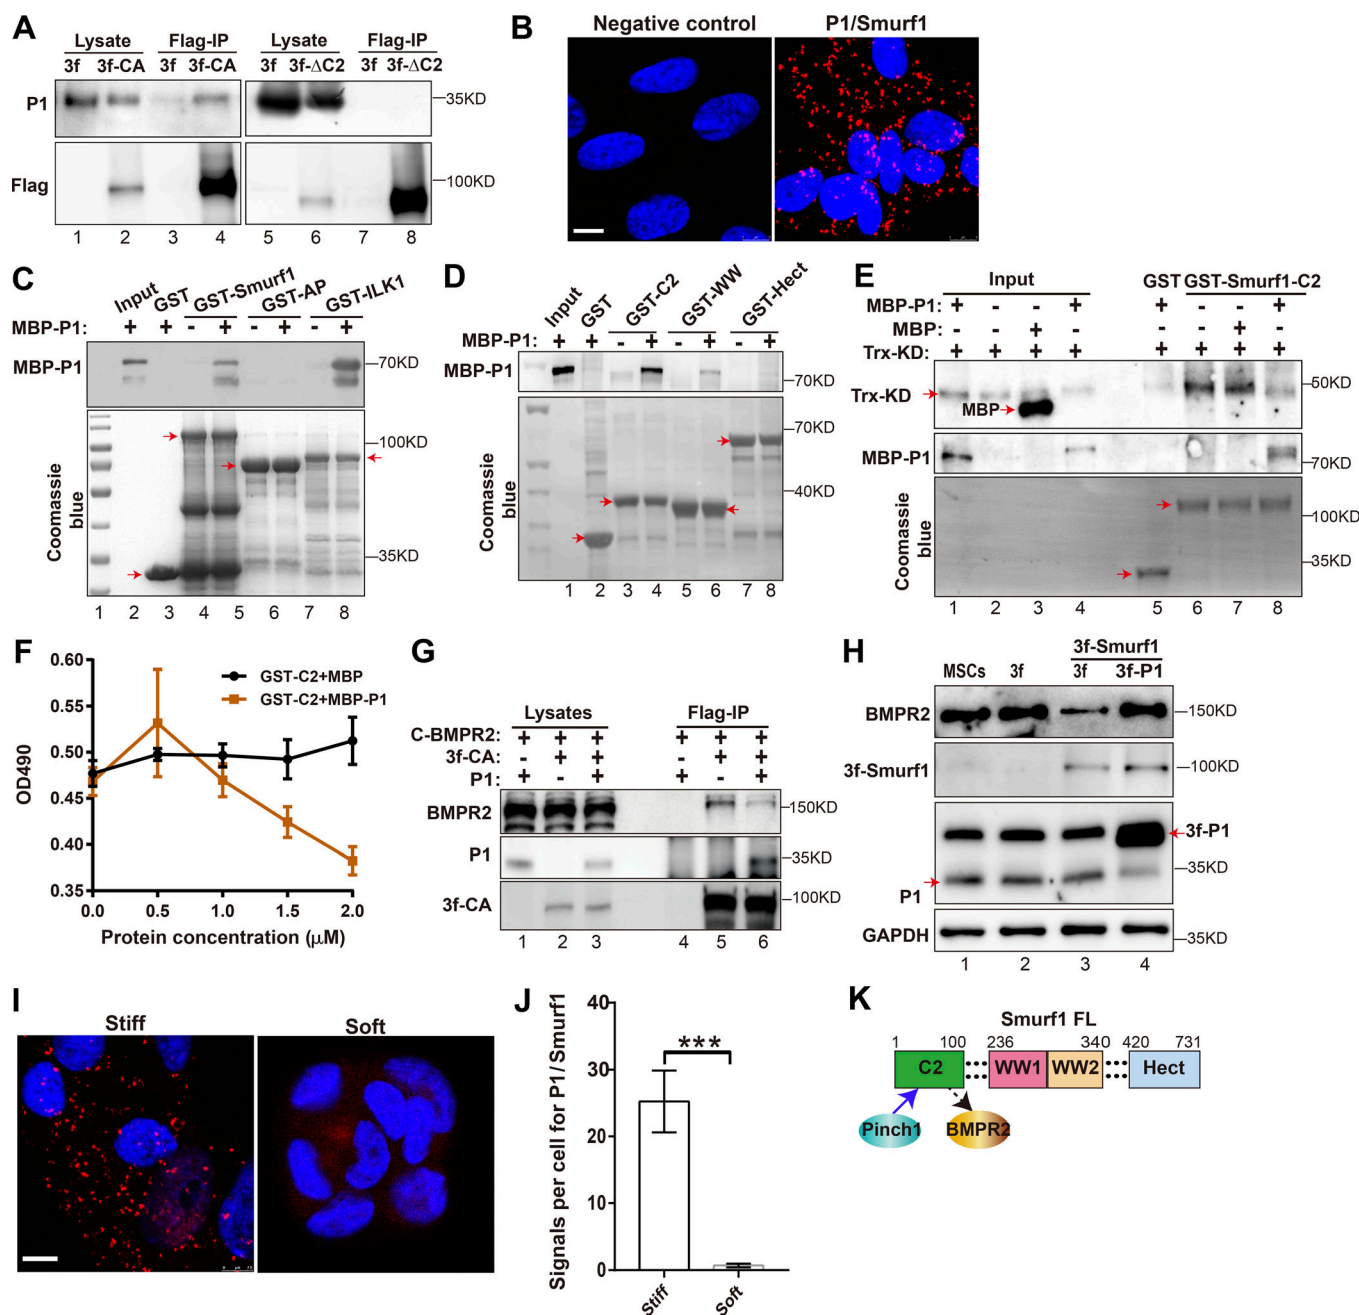 A
Lysate Flag-IP Lysate Flag-IP
3f 3f-CA 3f 3f-CA 3f 3f-ΔC2 3f 3f-ΔC2
P1
35KD
Flag
100KD
1 2 3 4 5 6 7 8
B
Negative control P1/Smurf1
C
Input GST GST-Smurf1 GST-AP GST-ILK1
MBP-P1: + + - + - + - +
MBP-P1
70KD
100KD
Coomassie blue
35KD
1 2 3 4 5 6 7 8
D
Input GST GST-C2 GST-WW GST-Hect
MBP-P1: + + - + - + - +
MBP-P1
70KD
70KD
40KD
Coomassie blue
1 2 3 4 5 6 7 8
E
Input GST GST-Smurf1-C2
MBP-P1: + - - + + - - +
MBP: - - + - - - + -
Trx-KD: + + + + + + + +
Trx-KD
50KD
MBP
MBP-P1
70KD
Coomassie blue
100KD
35KD
1 2 3 4 5 6 7 8
F
OD490
0.60
0.55
0.50
0.45
0.40
0.35
GST-C2+MBP
GST-C2+MBP-P1
0.0 0.5 1.0 1.5 2.0
Protein concentration (μM)
G
Lysates Flag-IP
C-BMPR2: + + + + + +
3f-CA: - + + - + +
P1: + - + + - +
BMPR2
150KD
P1
35KD
3f-CA
100KD
1 2 3 4 5 6
H
3f-Smurf1
MSCs 3f 3f 3f-P1
BMPR2
150KD
3f-Smurf1
100KD
3f-P1
35KD
P1
GAPDH
35KD
1 2 3 4
I
Stiff Soft
J
Signals per cell for P1/Smurf1
40
30
20
10
0
***
Stiff Soft
K
Smurf1 FL
1 100 236 340 420 731
C2 WW1 WW2 Hect
Pinch1 BMPR2